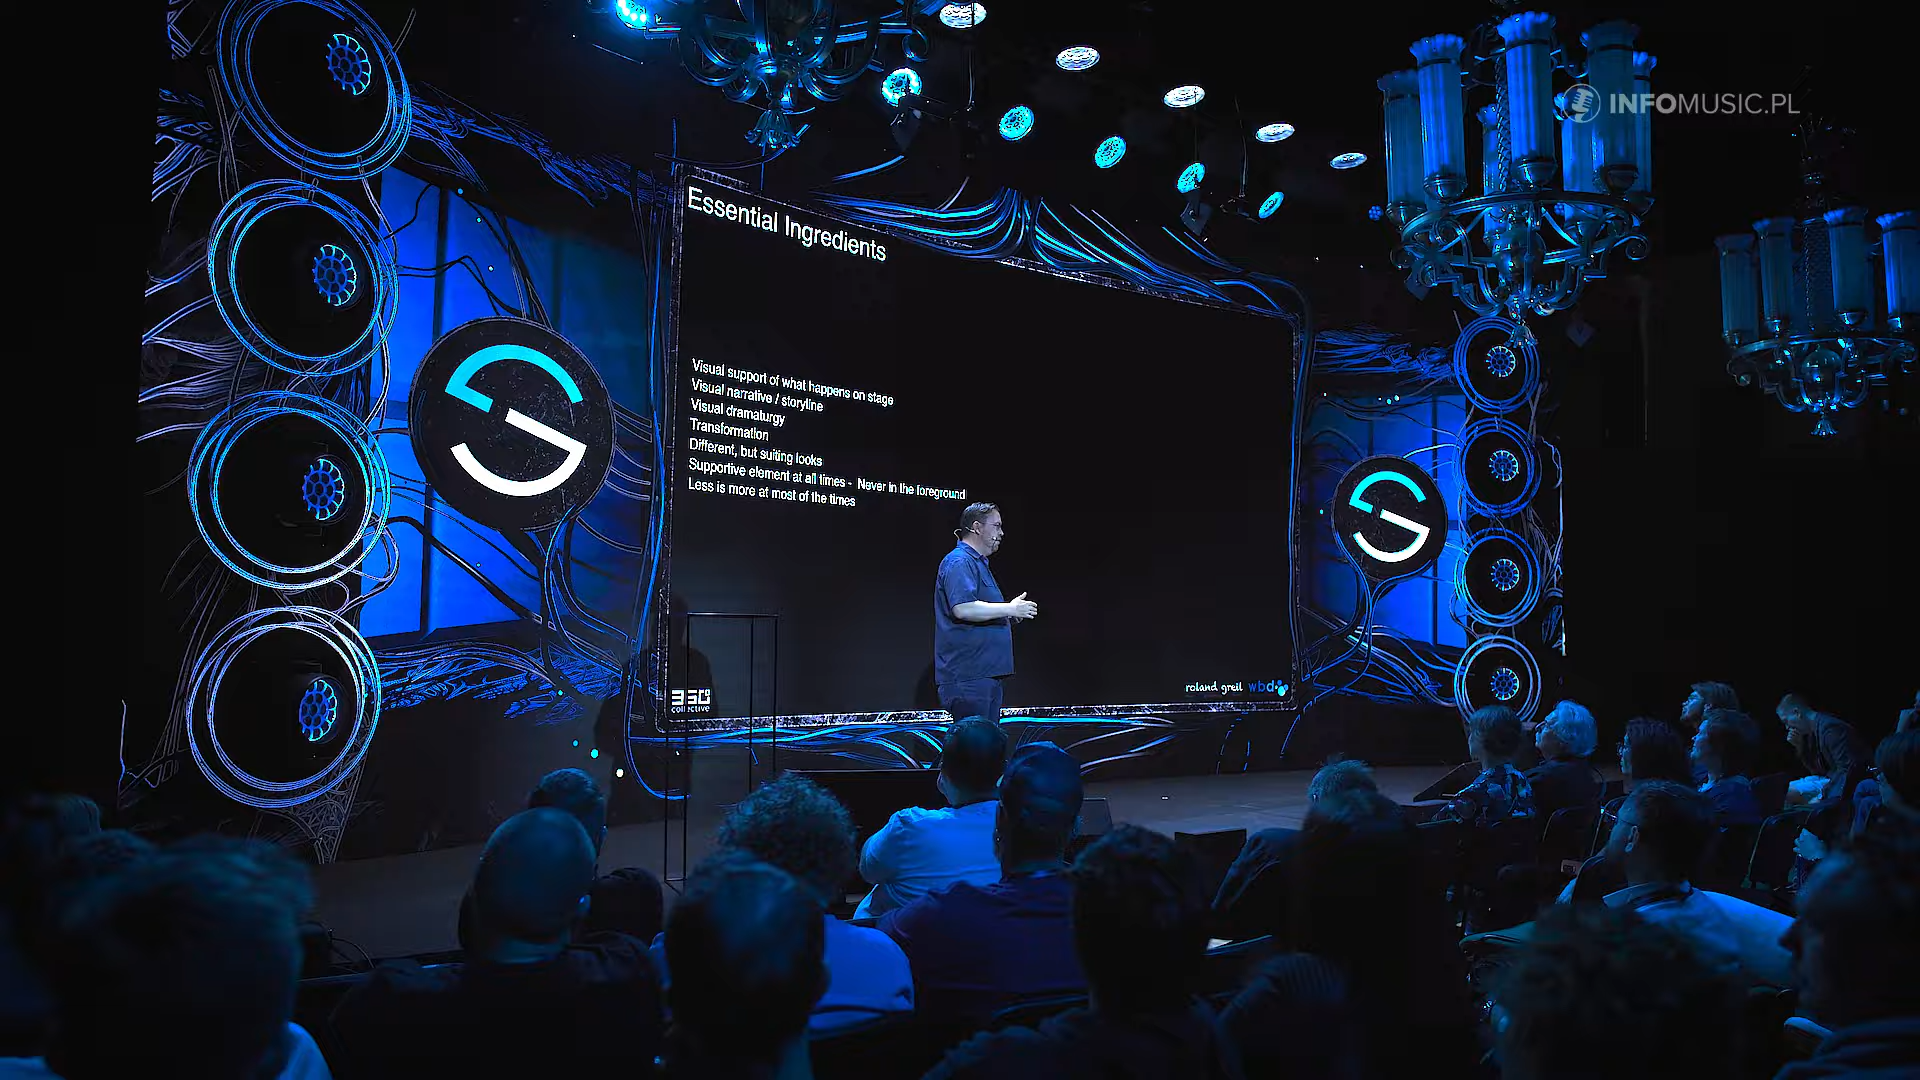 INFOMUSIC.PL
Essential Ingredients
Visual support of what happens on stage
Visual narrative / storyline
Visual dramaturgy
Transformation
Different, but suiting looks
Supportive element at all times - Never in the foreground
Less is more at most of the times
360°
collective
roland greil wbd